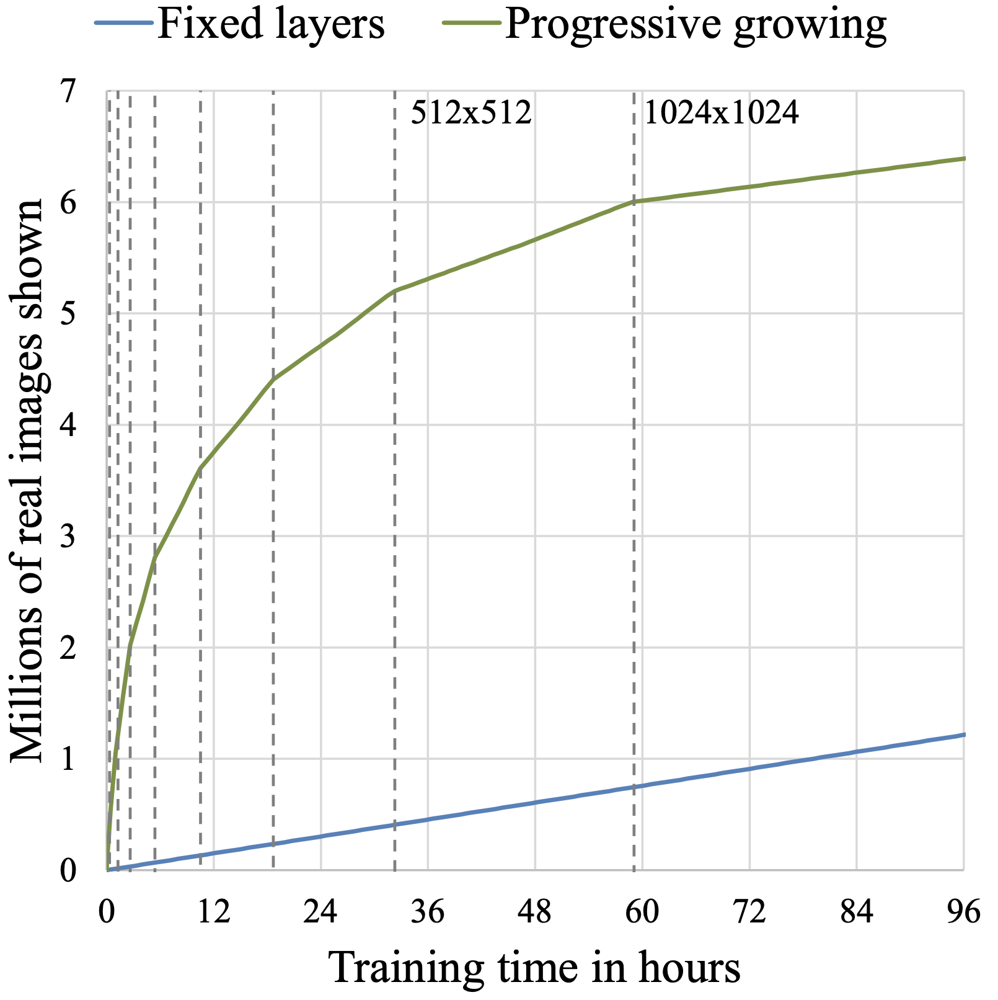 Fixed layers Progressive growing
7
512x512 1024x1024
6
5
4
3
2
1
0
0 12 24 36 48 60 72 84 96
Training time in hours
Millions of real images shown